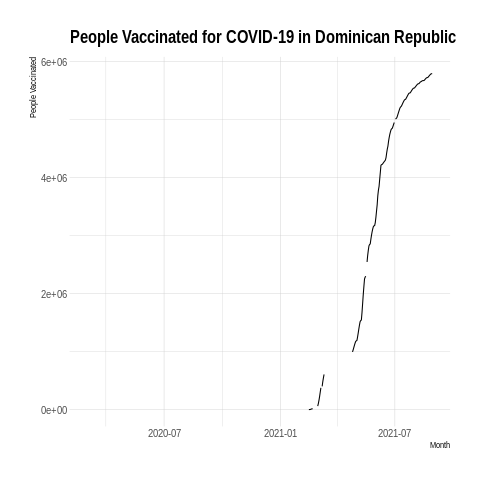 People Vaccinated for COVID-19 in Dominican Republic
People Vaccinated
6e+06
4e+06
2e+06
0e+00
2020-07
2021-01
2021-07
Month